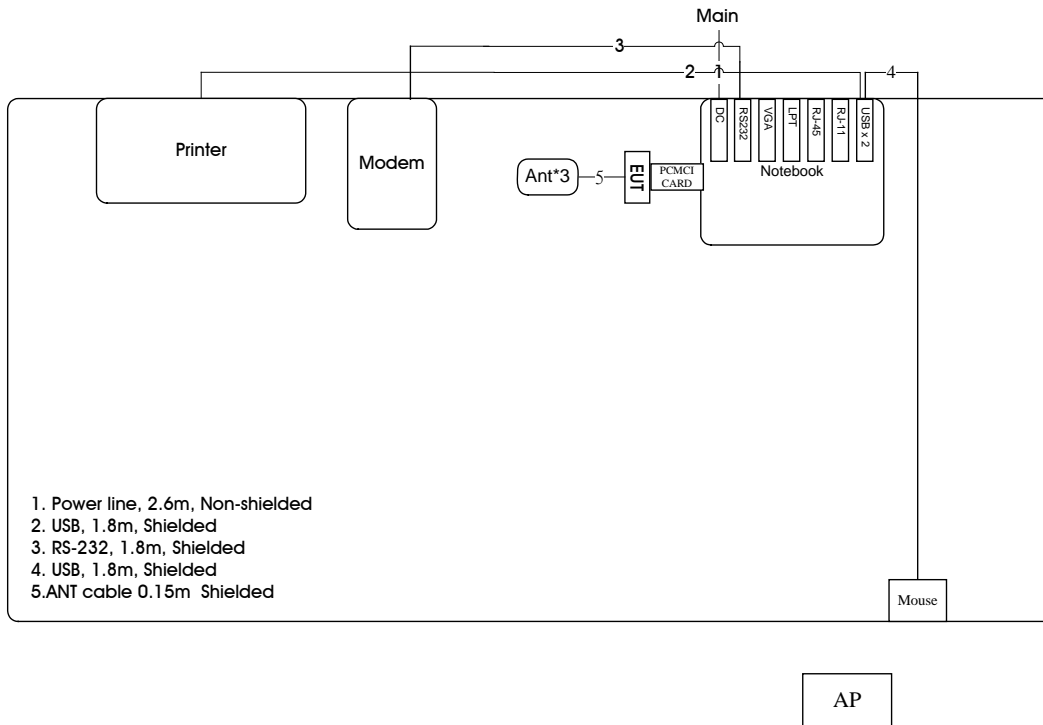 Main
3
2
1
4
Printer
Modem
DC
RS232
VGA
LPT
RJ-45
RJ-11
USB x 2
Notebook
Ant*3
5
EUT
PCMCI
CARD
1. Power line, 2.6m, Non-shielded
2. USB, 1.8m, Shielded
3. RS-232, 1.8m, Shielded
4. USB, 1.8m, Shielded
5.ANT cable 0.15m  Shielded
Mouse
AP